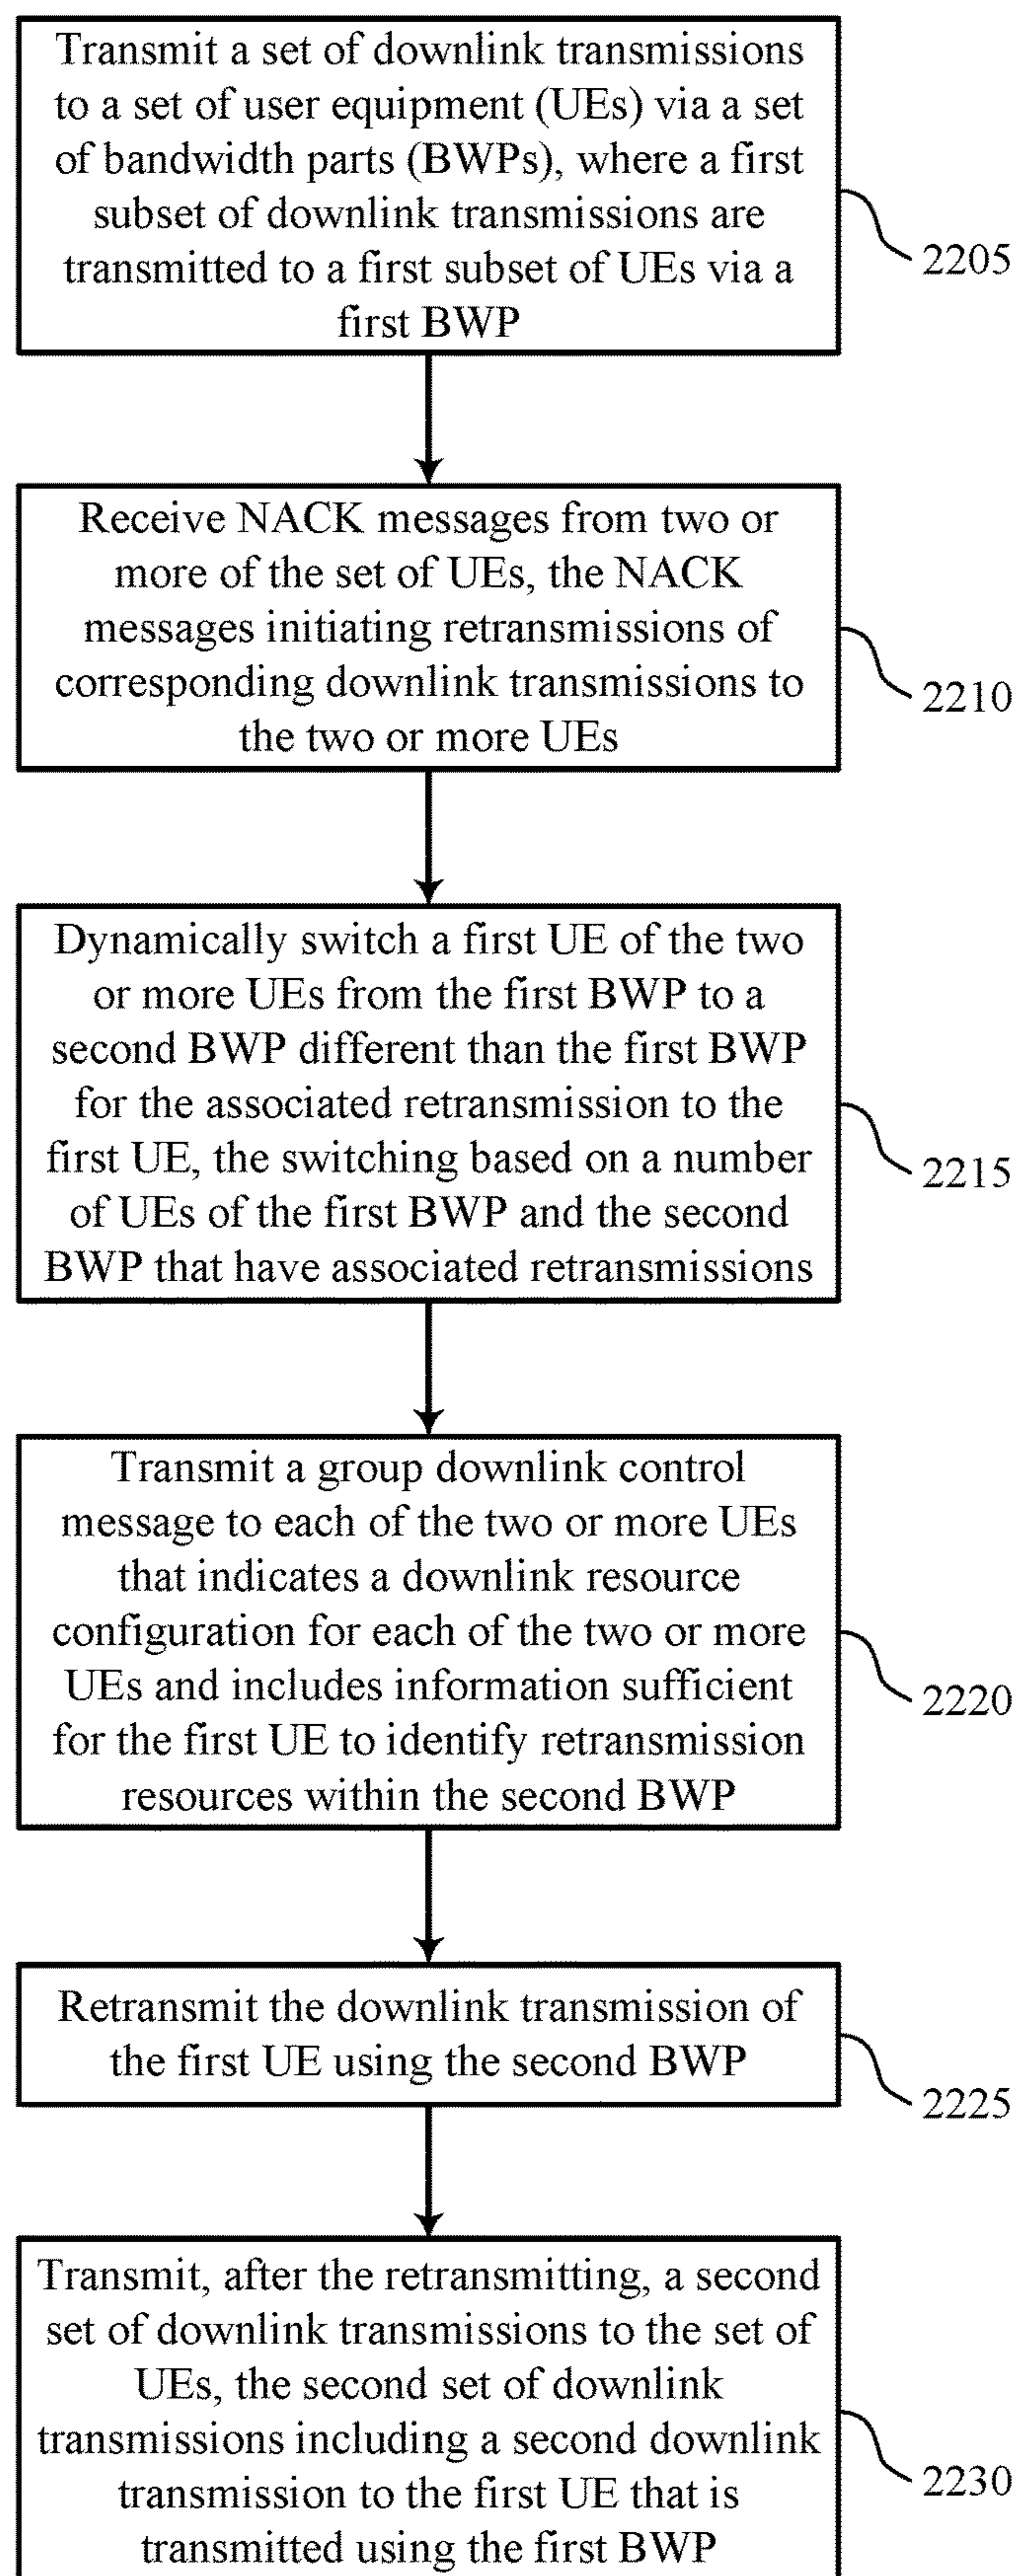 Transmit a set of downlink transmissions
to a set of user equipment (UEs) via a set
of bandwidth parts (BWPs), where a first
subset of downlink transmissions are
transmitted to a first subset of UEs via a
first BWP
2205
Receive NACK messages from two or
more of the set of UEs, the NACK
messages initiating retransmissions of
corresponding downlink transmissions to
the two or more UEs
2210
Dynamically switch a first UE of the two
or more UEs from the first BWP to a
second BWP different than the first BWP
for the associated retransmission to the
first UE, the switching based on a number
of UEs of the first BWP and the second
BWP that have associated retransmissions
2215
Transmit a group downlink control
message to each of the two or more UEs
that indicates a downlink resource
configuration for each of the two or more
UEs and includes information sufficient
for the first UE to identify retransmission
resources within the second BWP
2220
Retransmit the downlink transmission of
the first UE using the second BWP
2225
Transmit, after the retransmitting, a second
set of downlink transmissions to the set of
UEs, the second set of downlink
transmissions including a second downlink
transmission to the first UE that is
transmitted using the first BWP
2230